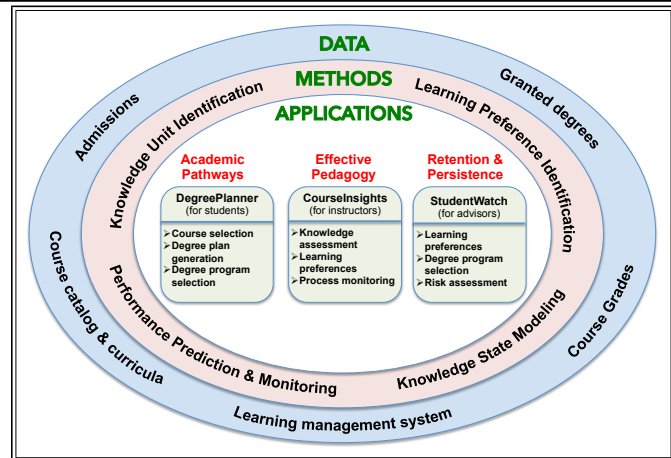 DATA
METHODS
APPLICATIONS
Admissions
Granted degrees
Knowledge Unit Identification
Learning Preference Identification
Academic
Pathways
DegreePlanner
(for students)
➢Course selection
➢Degree plan
generation
➢Degree program
selection
Effective
Pedagogy
CourseInsights
(for instructors)
➢Knowledge
assessment
➢Learning
preferences
➢Process monitoring
Retention &
Persistence
StudentWatch
(for advisors)
➢Learning
preferences
➢Degree program
selection
➢Risk assessment
Performance Prediction & Monitoring
Knowledge State Modeling
Course catalog & curricula
Learning management system
Course Grades